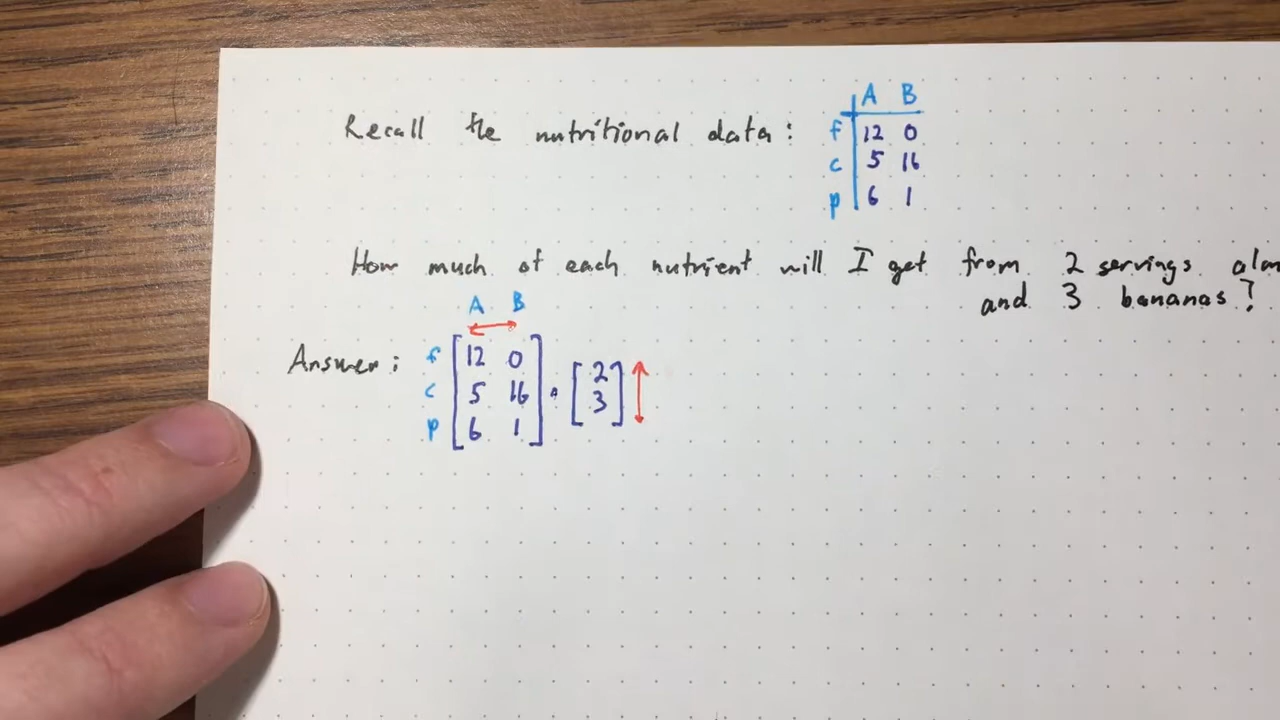 A B
Recall the nutritional data: f 12 0
c 5 16
p 6 1
How much of each nutrient will I get from 2 servings
and 3 bananas?
A B
Answer: f [12 0] [2]
c [5 16] · [3]
p [6 1]